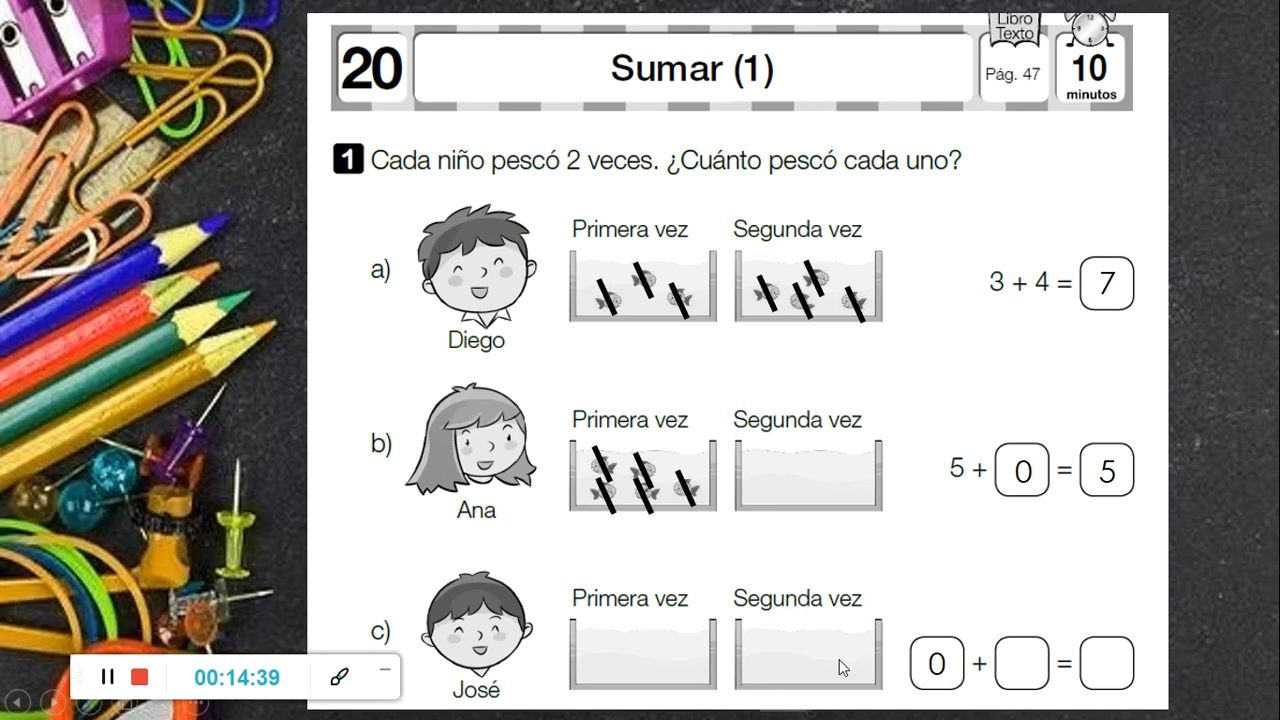 20
Sumar (1)
Libro
Texto
Pág. 47
10
minutos
1 Cada niño pescó 2 veces. ¿Cuánto pescó cada uno?
a)
Diego
Primera vez
Segunda vez
3 + 4 = 7
b)
Ana
Primera vez
Segunda vez
5 + 0 = 5
c)
José
Primera vez
Segunda vez
0 + =
00:14:39